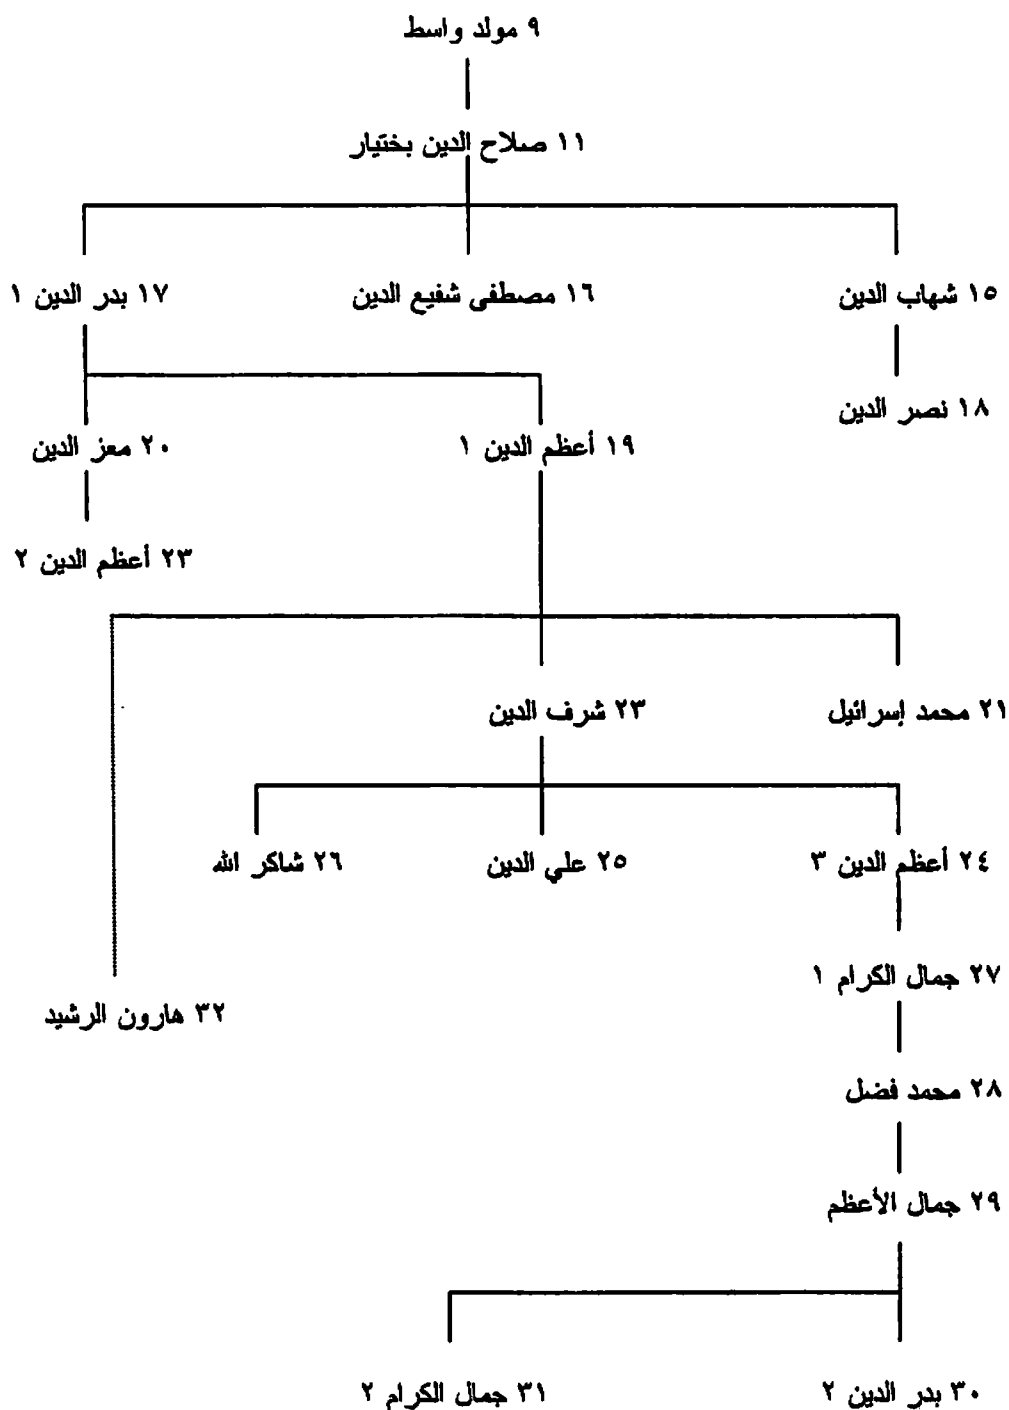 ٩ مولد واسط
١١ صلاح الدين بختيار
١٥ شهاب الدين
١٦ مصطفى شفيع الدين
١٧ بدر الدين ١
١٨ نصر الدين
١٩ أعظم الدين ١
٢٠ معز الدين
٢٣ أعظم الدين ٢
٢١ محمد إسرائيل
٢٣ شرف الدين
٢٤ أعظم الدين ٣
٢٥ علي الدين
٢٦ شاكر الله
٢٧ جمال الكرام ١
٣٢ هارون الرشيد
٢٨ محمد فضل
٢٩ جمال الأعظم
٣٠ بدر الدين ٢
٣١ جمال الكرام ٢